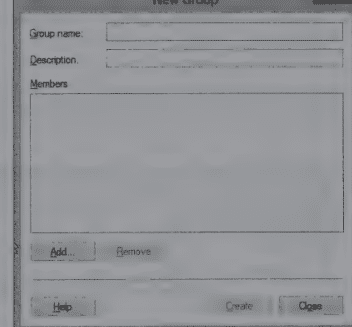 New Group
Group name:
Description:
Members
Add... Remove
Help Create Close